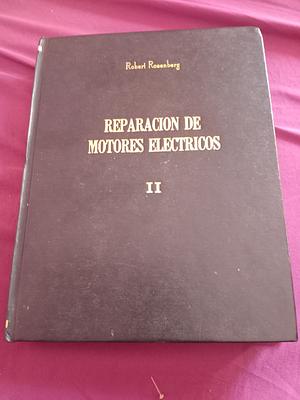 Robert Rosenberg
REPARACION DE
MOTORES ELECTRICOS
II